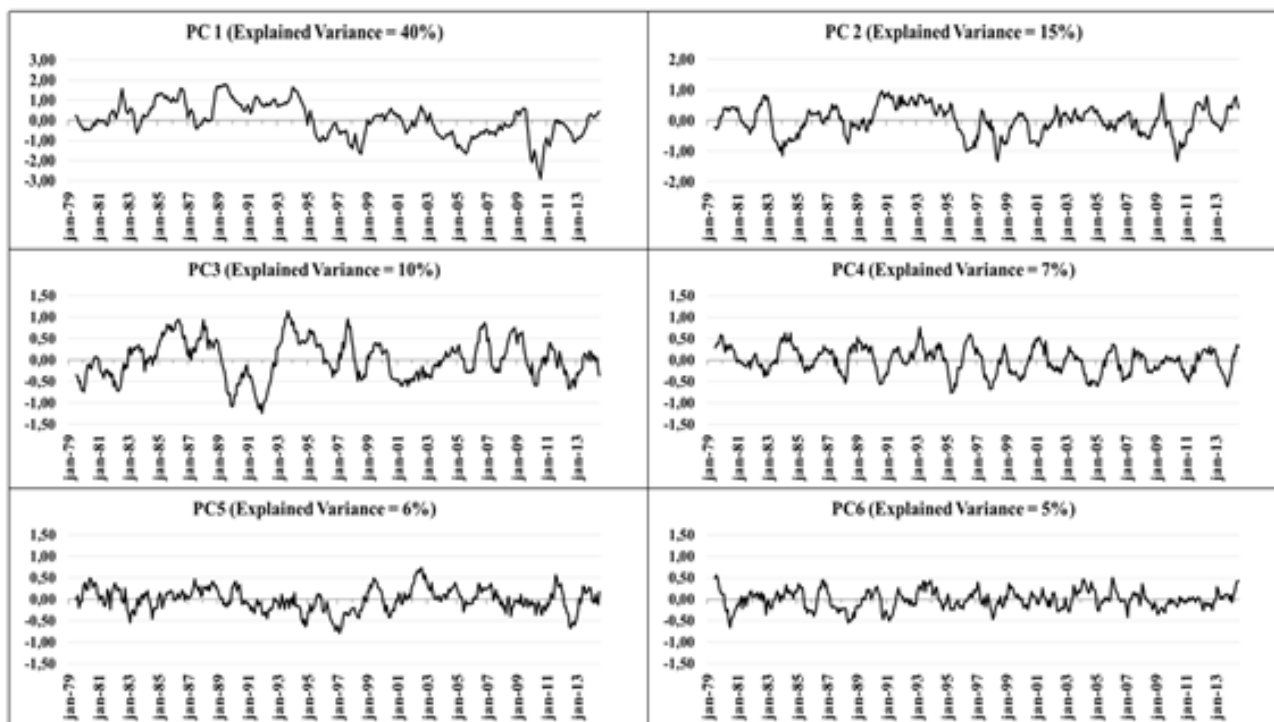 PC 1 (Explained Variance = 40%)
3,00
2,00
1,00
0,00
-1,00
-2,00
-3,00
jan-79
jan-81
jan-83
jan-85
jan-87
jan-89
jan-91
jan-93
jan-95
jan-97
jan-99
jan-01
jan-03
jan-05
jan-07
jan-09
jan-11
jan-13
PC 2 (Explained Variance = 15%)
2,00
1,00
0,00
-1,00
-2,00
jan-79
jan-81
jan-83
jan-85
jan-87
jan-89
jan-91
jan-93
jan-95
jan-97
jan-99
jan-01
jan-03
jan-05
jan-07
jan-09
jan-11
jan-13
PC3 (Explained Variance = 10%)
1,50
1,00
0,50
0,00
-0,50
-1,00
-1,50
jan-79
jan-81
jan-83
jan-85
jan-87
jan-89
jan-91
jan-93
jan-95
jan-97
jan-99
jan-01
jan-03
jan-05
jan-07
jan-09
jan-11
jan-13
PC4 (Explained Variance = 7%)
1,50
1,00
0,50
0,00
-0,50
-1,00
-1,50
jan-79
jan-81
jan-83
jan-85
jan-87
jan-89
jan-91
jan-93
jan-95
jan-97
jan-99
jan-01
jan-03
jan-05
jan-07
jan-09
jan-11
jan-13
PC5 (Explained Variance = 6%)
1,50
1,00
0,50
0,00
-0,50
-1,00
-1,50
jan-79
jan-81
jan-83
jan-85
jan-87
jan-89
jan-91
jan-93
jan-95
jan-97
jan-99
jan-01
jan-03
jan-05
jan-07
jan-09
jan-11
jan-13
PC6 (Explained Variance = 5%)
1,50
1,00
0,50
0,00
-0,50
-1,00
-1,50
jan-79
jan-81
jan-83
jan-85
jan-87
jan-89
jan-91
jan-93
jan-95
jan-97
jan-99
jan-01
jan-03
jan-05
jan-07
jan-09
jan-11
jan-13